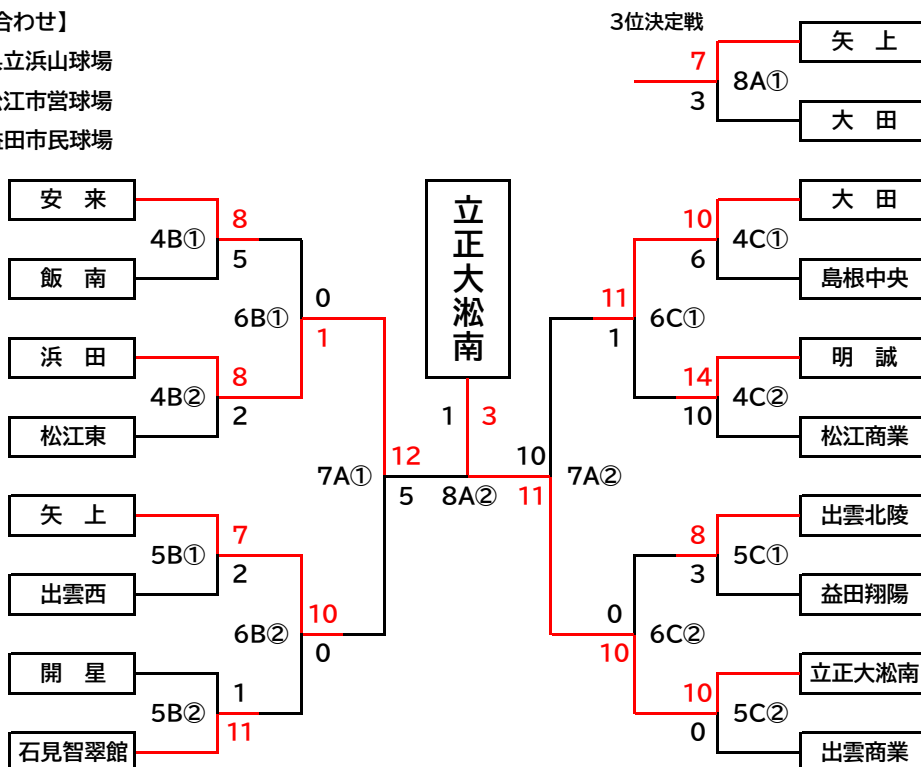 合わせ】
県立浜山球場
松江市営球場
益田市民球場
3位決定戦
矢　上
7
8A①
3
大　田
立正大淞南
1
3
8A②
安　来
8
4B①
5
飯　南
0
6B①
1
浜　田
8
4B②
2
松江東
12
7A①
5
矢　上
7
5B①
2
出雲西
10
6B②
0
開　星
1
5B②
11
石見智翠館
大　田
10
4C①
6
島根中央
11
6C①
1
明　誠
14
4C②
10
松江商業
10
7A②
11
出雲北陵
8
5C①
3
益田翔陽
0
6C②
10
立正大淞南
10
5C②
0
出雲商業